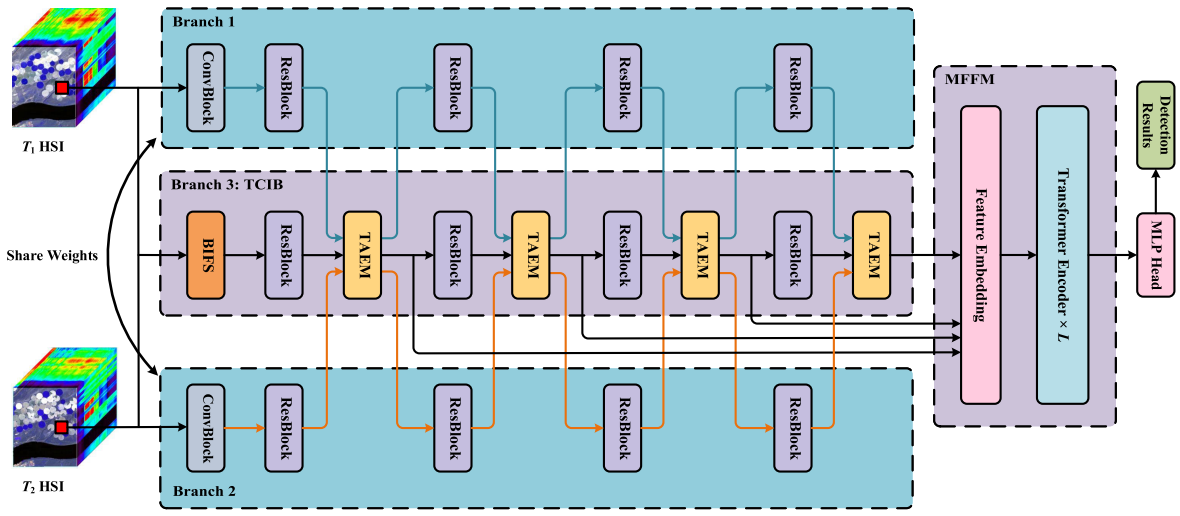 Branch 1
ConvBlock
ResBlock
ResBlock
ResBlock
ResBlock
T1 HSI
Branch 3: TCIB
BIFS
ResBlock
TAEM
ResBlock
TAEM
ResBlock
TAEM
ResBlock
TAEM
Share Weights
ConvBlock
ResBlock
ResBlock
ResBlock
ResBlock
Branch 2
T2 HSI
MFFM
Feature Embedding
Transformer Encoder × L
MLP Head
Detection
Results